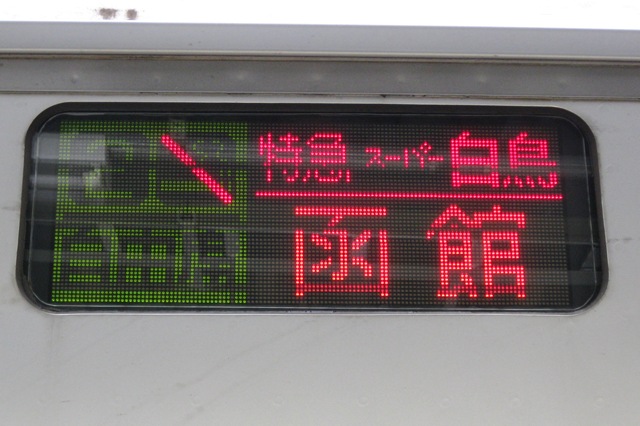 特急 スーパー白鳥
函館
自由席